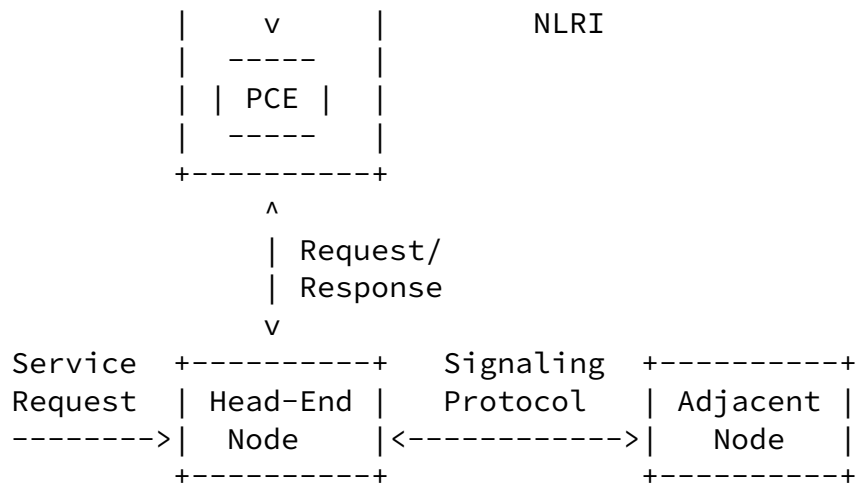 |     v      |         NLRI
|   -----    |
|  | PCE |   |
|   -----    |
+----------+
^
| Request/
| Response
v
Service  +----------+   Signaling  +----------+
Request  | Head-End |   Protocol   | Adjacent |
-------->|   Node   |<------------>|   Node   |
+----------+              +----------+